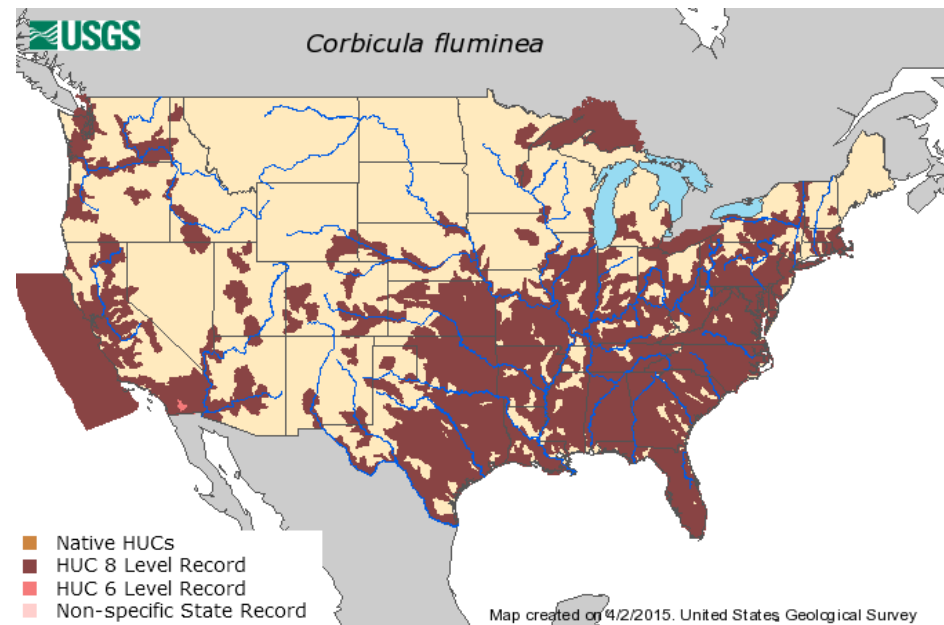 USGS
Corbicula fluminea
Native HUCs
HUC 8 Level Record
HUC 6 Level Record
Non-specific State Record
Map created on 4/2/2015. United States Geological Survey